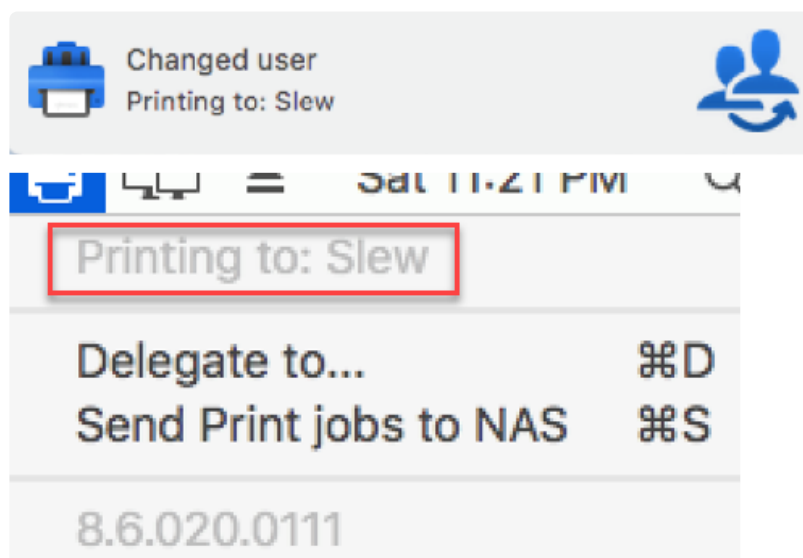 Changed user
Printing to: Slew
Sat 11:21 PM
Printing to: Slew
Delegate to... ⌘D
Send Print jobs to NAS ⌘S
8.6.020.0111